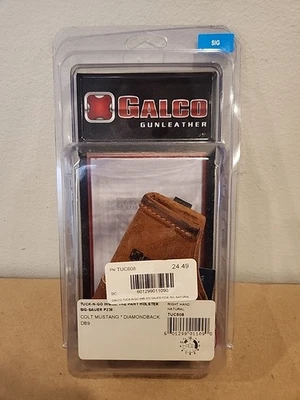 SIG
GALCO
GUNLEATHER
TUC608
24.49
601299011090
TUCK-N-GO INSIDE THE PANT HOLSTER
SIG-SAUER P238
COLT MUSTANG * DIAMONDBACK
DB9
RIGHT HAND
NATURAL
TUC608